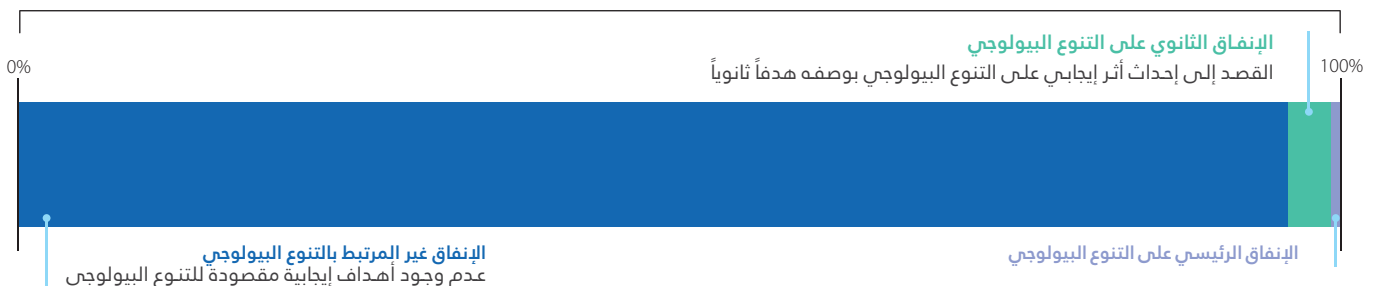 الإنفاق الثانوي على التنوع البيولوجي
0%
100%
القصد إلى إحداث أثر إيجابي على التنوع البيولوجي بوصفه هدفاً ثانوياً
الإنفاق الرئيسي على التنوع البيولوجي
الإنفاق غير المرتبط بالتنوع البيولوجي
عدم وجود أهداف إيجابية مقصودة للتنوع البيولوجي